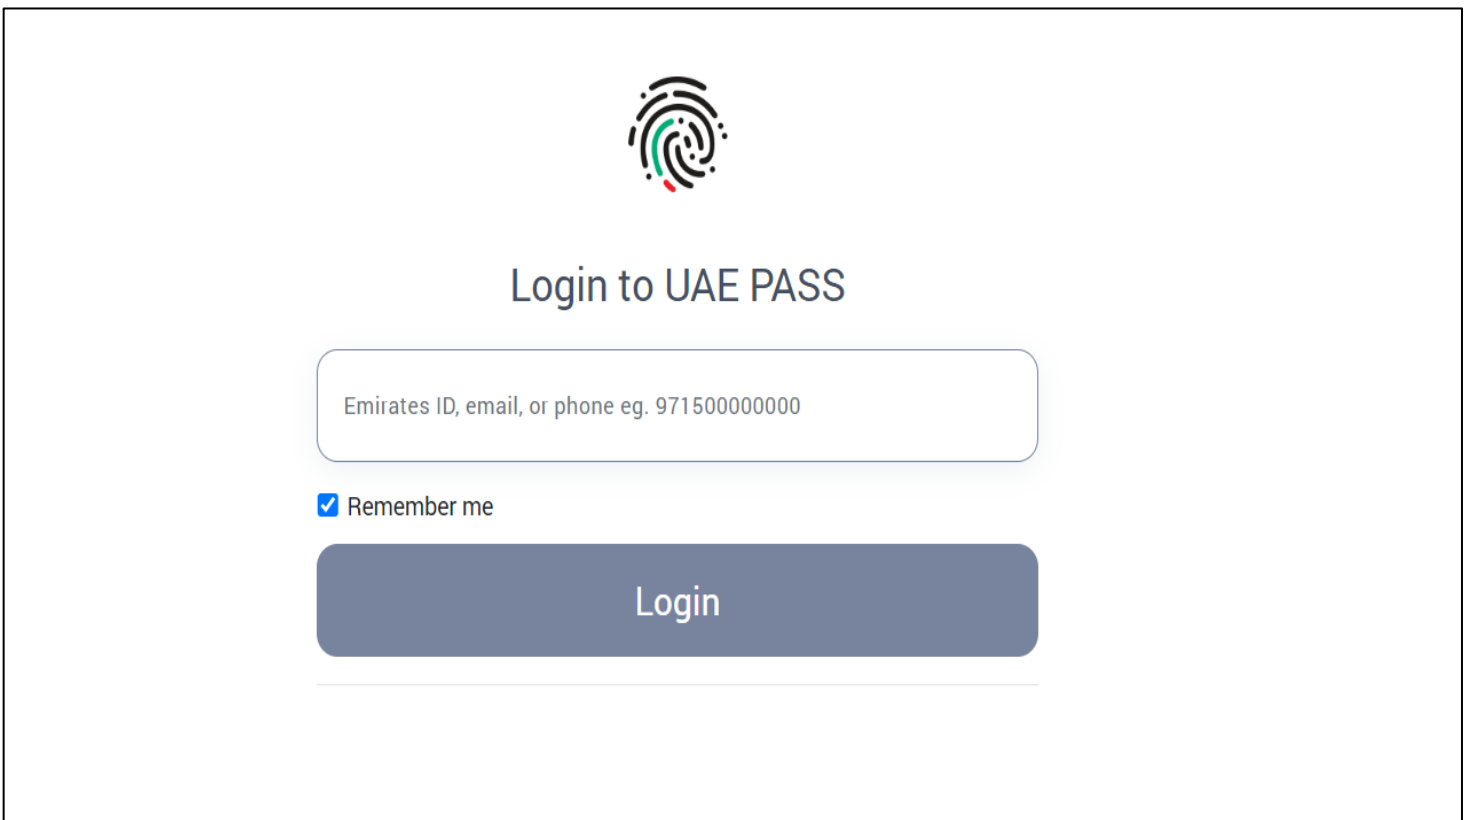 Login to UAE PASS
Emirates ID, email, or phone eg. 971500000000
Remember me
Login